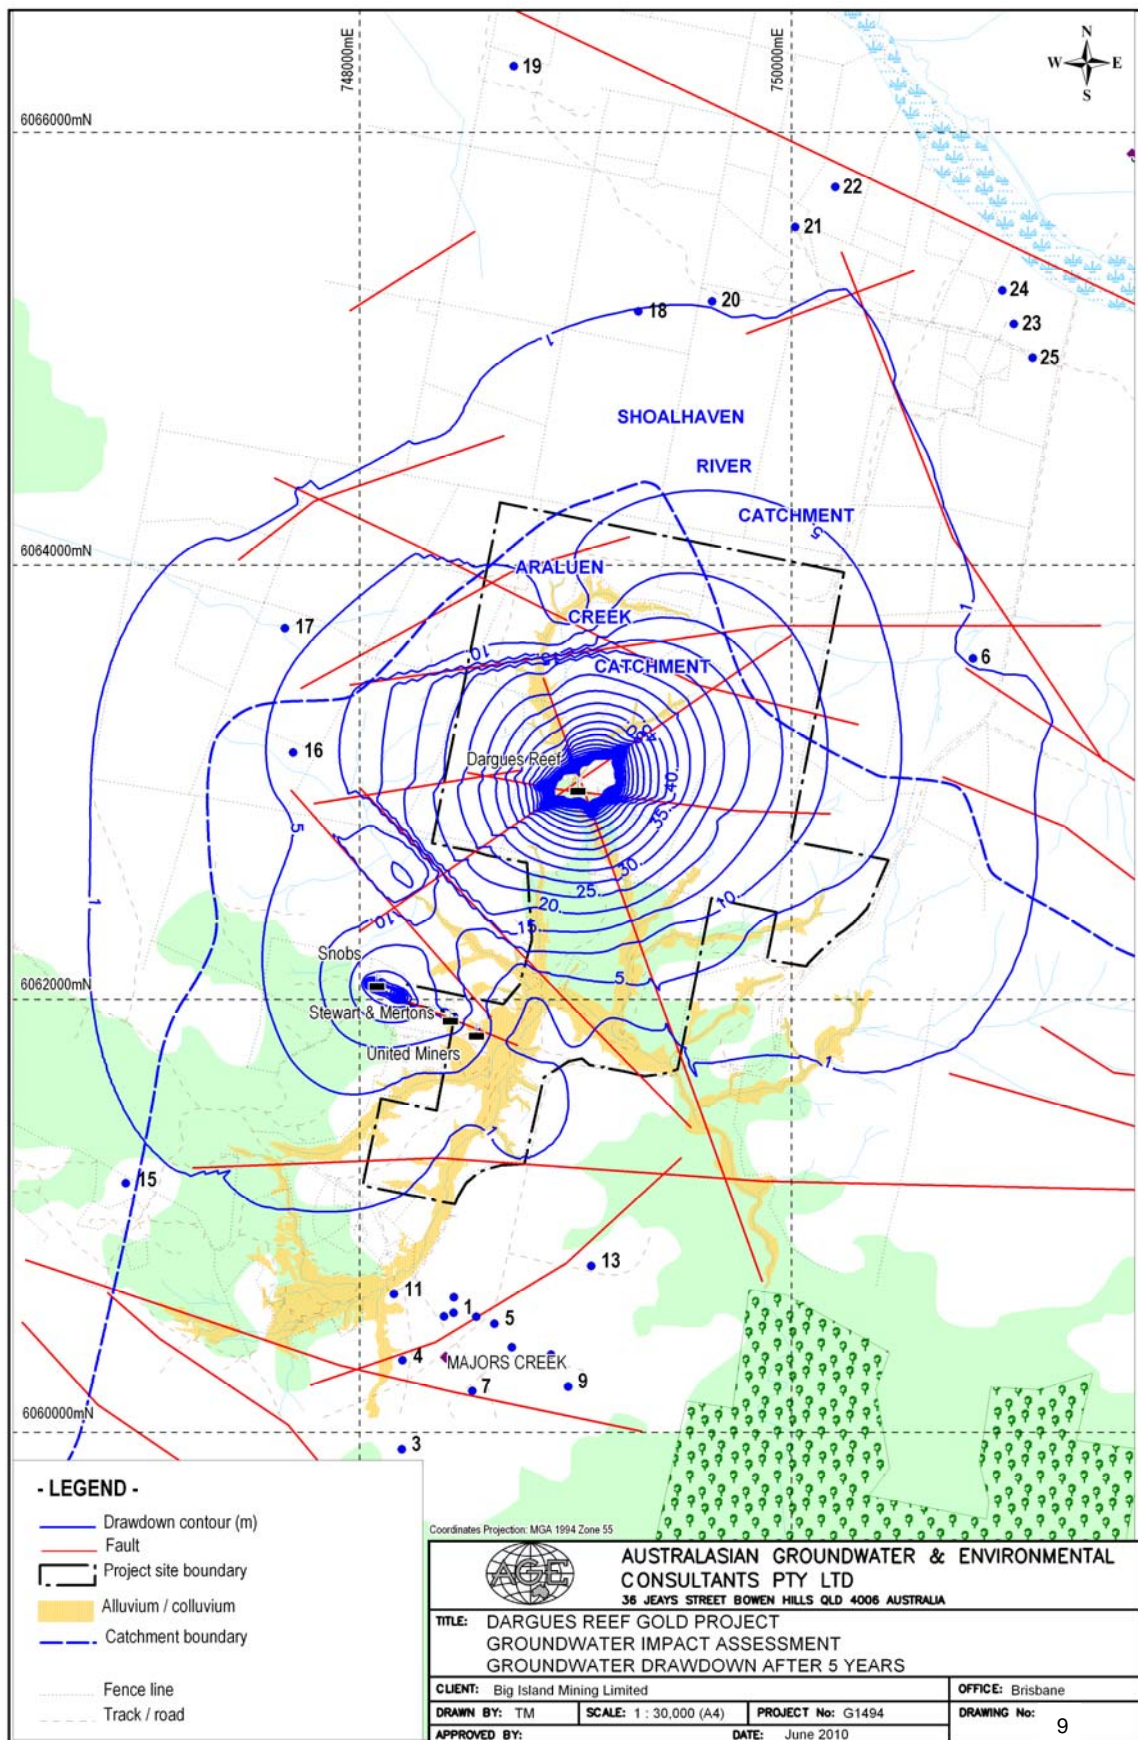 748000mE
750000mE
N
W E
S
19
6066000mN
22
21
24
20
18
23
25
1
SHOALHAVEN
RIVER
CATCHMENT
5
6064000mN
ARALUEN
1
CREEK
17
10
15
CATCHMENT
6
16
Dargues Reef
40
35
5
30
25
10
1
20
15
10
Snobs
5
6062000mN
Stewart & Mertons
United Miners
1
1
15
13
11
1
5
4
MAJORS CREEK
7
9
6060000mN
3
- LEGEND -
Drawdown contour (m)
Fault
Project site boundary
Alluvium / colluvium
Catchment boundary
Fence line
Track / road
Coordinates Projection: MGA 1994 Zone 55
AGE
AUSTRALASIAN GROUNDWATER & ENVIRONMENTAL
CONSULTANTS PTY LTD
36 JEAYS STREET BOWEN HILLS QLD 4006 AUSTRALIA
TITLE: DARGUES REEF GOLD PROJECT
GROUNDWATER IMPACT ASSESSMENT
GROUNDWATER DRAWDOWN AFTER 5 YEARS
CLIENT: Big Island Mining Limited
OFFICE: Brisbane
DRAWN BY: TM
SCALE: 1 : 30,000 (A4)
PROJECT No: G1494
DRAWING No:
9
APPROVED BY:
DATE: June 2010